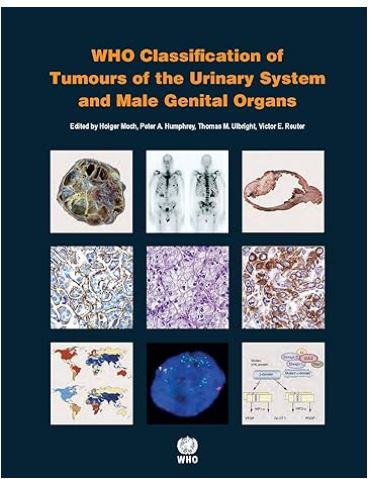 WHO Classification of
Tumours of the Urinary System
and Male Genital Organs
Edited by Holger Moch, Peter A. Humphrey, Thomas M. Ulbright, Victor E. Reuter
WHO